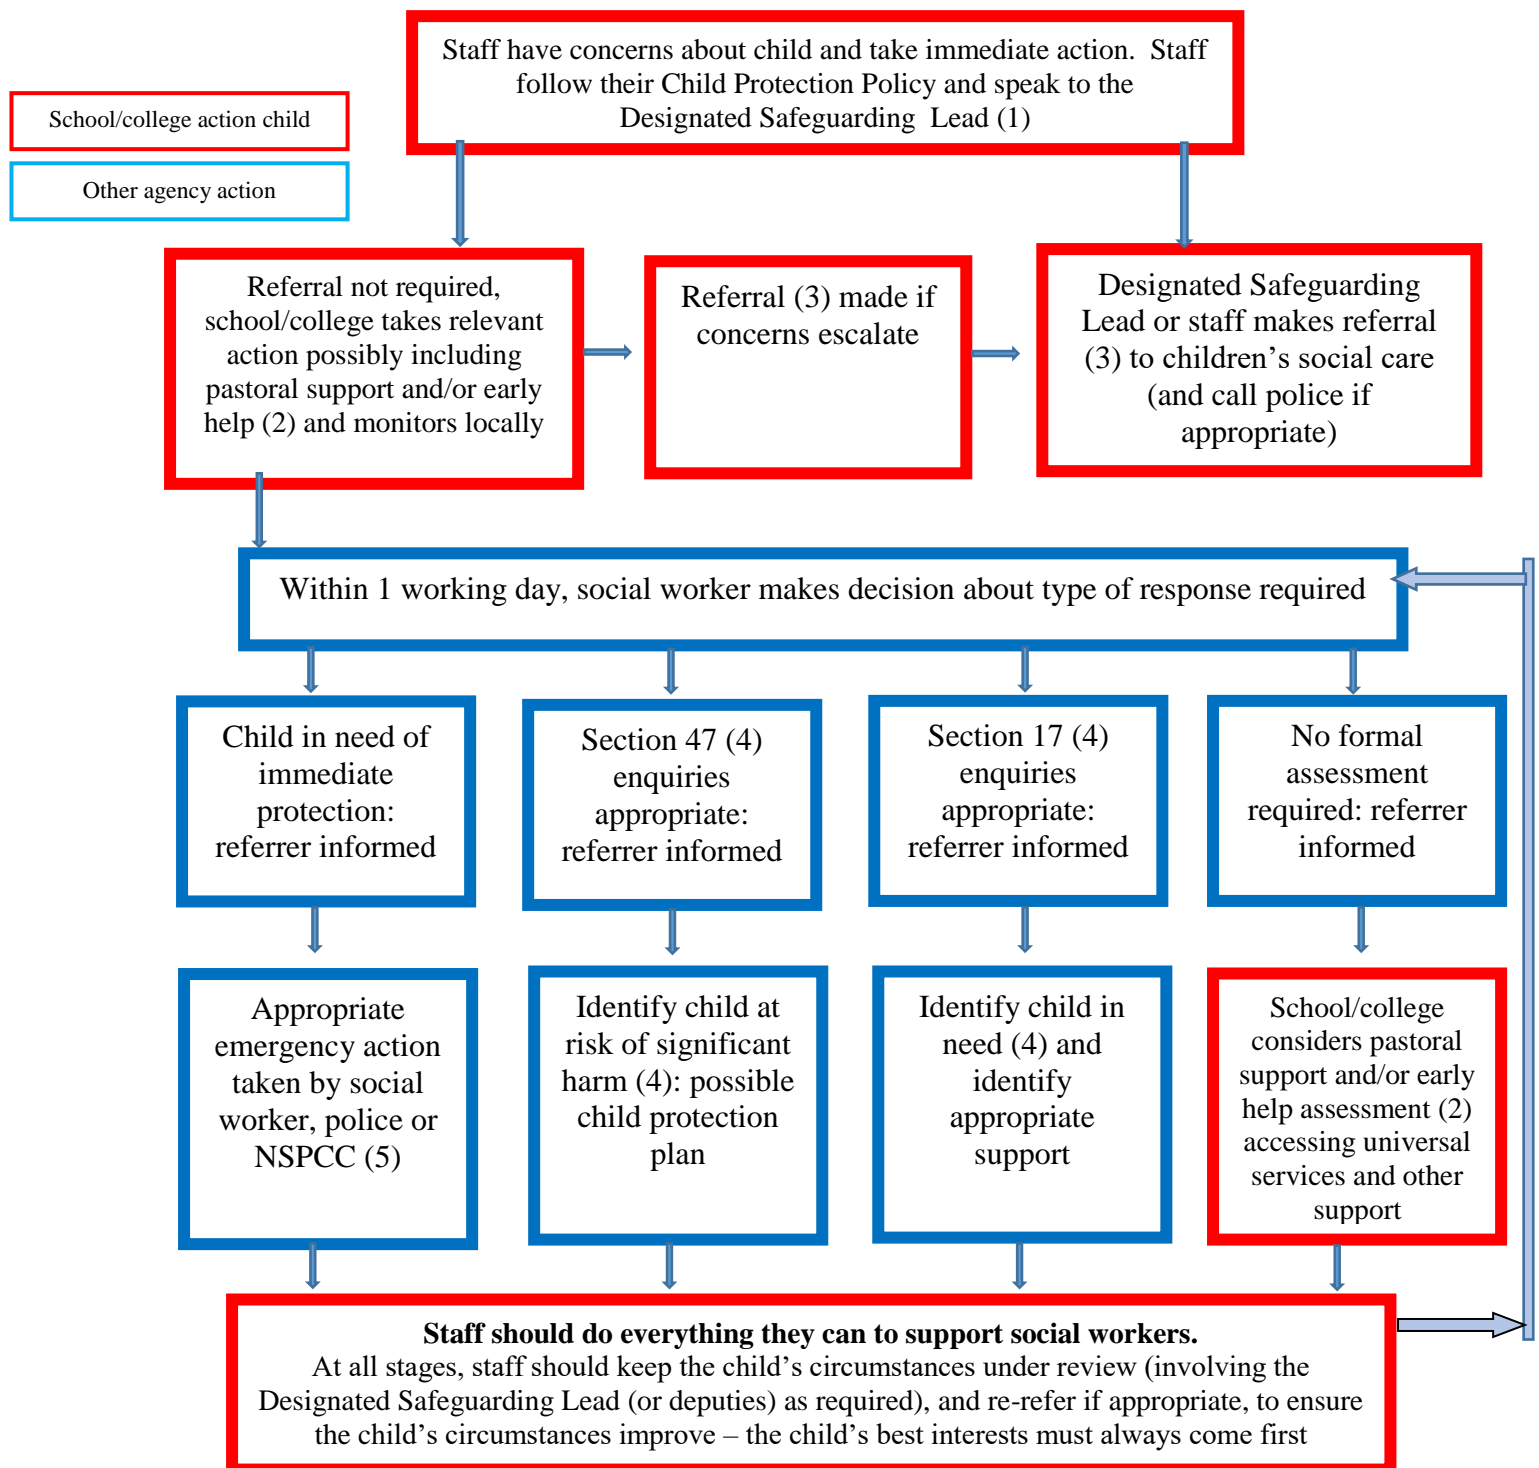 Staff have concerns about child and take immediate action.  Staff
follow their Child Protection Policy and speak to the
Designated Safeguarding  Lead (1)
School/college action child
Other agency action
Referral not required,
school/college takes relevant
action possibly including
pastoral support and/or early
help (2) and monitors locally
Referral (3) made if
concerns escalate
Designated Safeguarding
Lead or staff makes referral
(3) to children’s social care
(and call police if
appropriate)
Within 1 working day, social worker makes decision about type of response required
Child in need of
immediate
protection:
referrer informed
Section 47 (4)
enquiries
appropriate:
referrer informed
Section 17 (4)
enquiries
appropriate:
referrer informed
No formal
assessment
required: referrer
informed
Appropriate
emergency action
taken by social
worker, police or
NSPCC (5)
Identify child at
risk of significant
harm (4): possible
child protection
plan
Identify child in
need (4) and
identify
appropriate
support
School/college
considers pastoral
support and/or early
help assessment (2)
accessing universal
services and other
support
Staff should do everything they can to support social workers.
At all stages, staff should keep the child’s circumstances under review (involving the
Designated Safeguarding Lead (or deputies) as required), and re-refer if appropriate, to ensure
the child’s circumstances improve – the child’s best interests must always come first